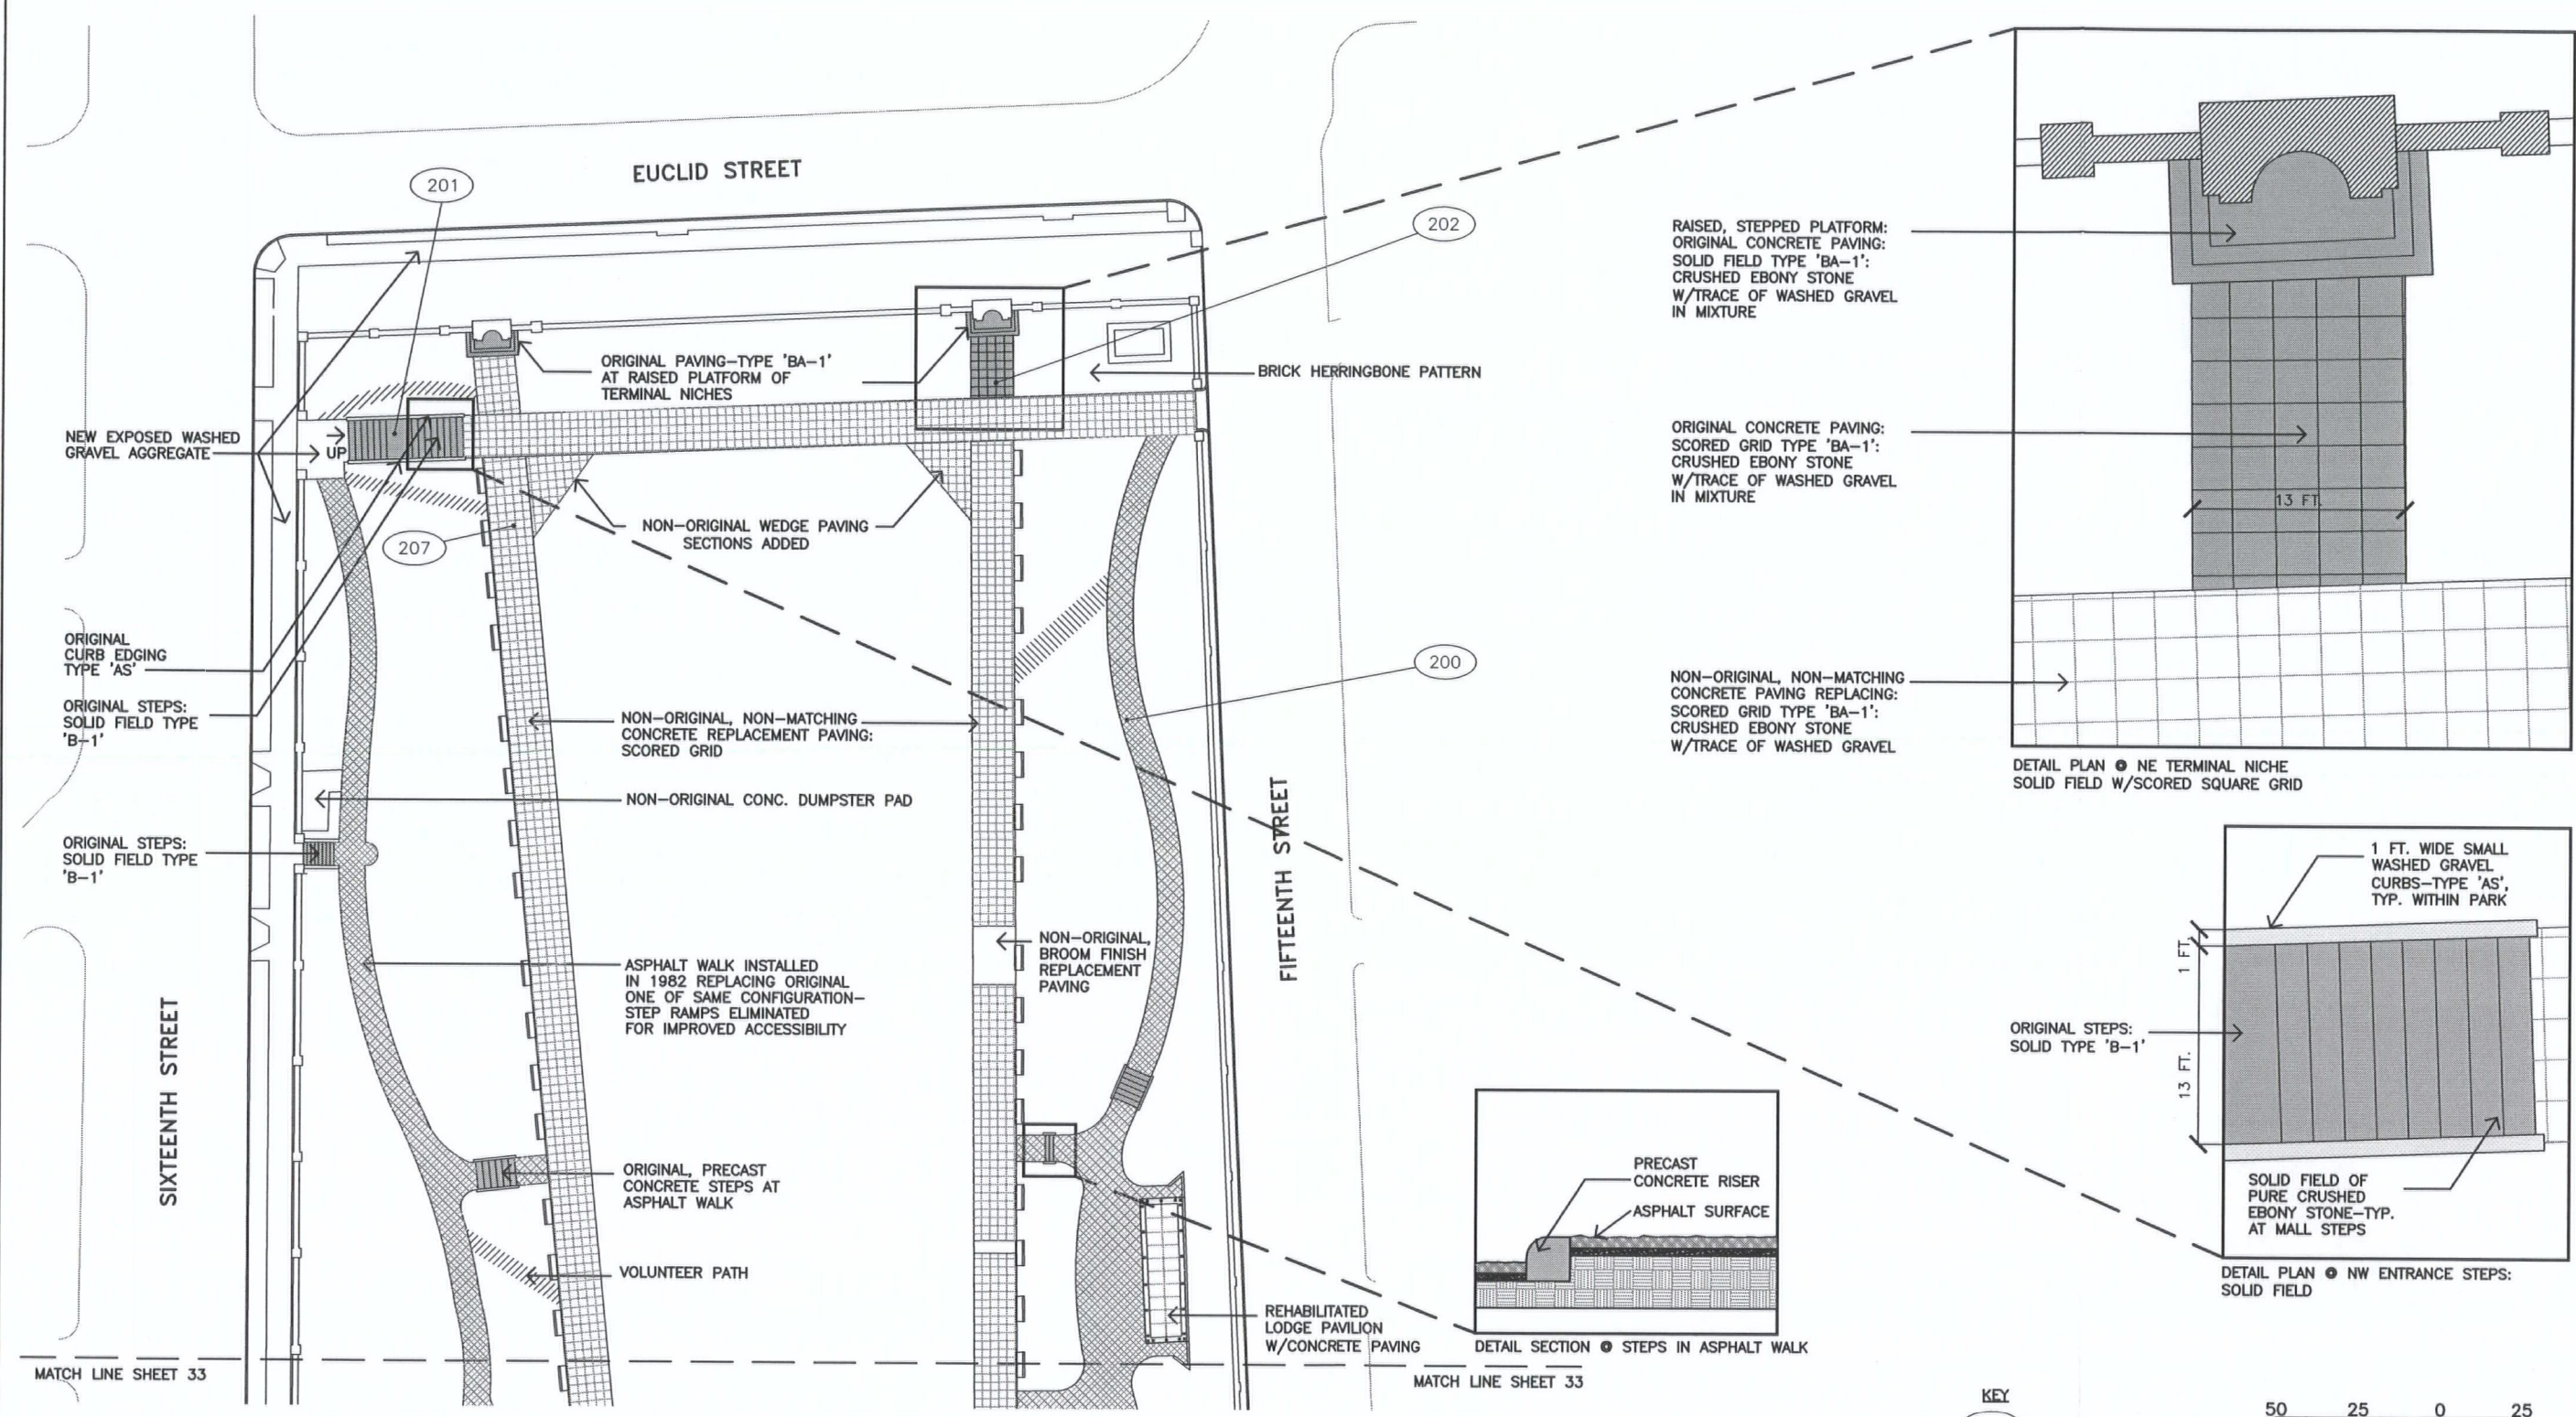 EUCLID STREET
201
202
ORIGINAL PAVING-TYPE 'BA-1'
AT RAISED PLATFORM OF
TERMINAL NICHES
BRICK HERRINGBONE PATTERN
NEW EXPOSED WASHED
GRAVEL AGGREGATE
UP
207
NON-ORIGINAL WEDGE PAVING
SECTIONS ADDED
ORIGINAL
CURB EDGING
TYPE 'AS'
ORIGINAL STEPS:
SOLID FIELD TYPE
'B-1'
200
NON-ORIGINAL, NON-MATCHING
CONCRETE REPLACEMENT PAVING:
SCORED GRID
NON-ORIGINAL CONC. DUMPSTER PAD
ORIGINAL STEPS:
SOLID FIELD TYPE
'B-1'
FIFTEENTH STREET
NON-ORIGINAL,
BROOM FINISH
REPLACEMENT
PAVING
ASPHALT WALK INSTALLED
IN 1982 REPLACING ORIGINAL
ONE OF SAME CONFIGURATION-
STEP RAMPS ELIMINATED
FOR IMPROVED ACCESSIBILITY
SIXTEENTH STREET
ORIGINAL, PRECAST
CONCRETE STEPS AT
ASPHALT WALK
VOLUNTEER PATH
REHABILITATED
LODGE PAVILION
W/CONCRETE PAVING
MATCH LINE SHEET 33
MATCH LINE SHEET 33
PRECAST
CONCRETE RISER
ASPHALT SURFACE
DETAIL SECTION @ STEPS IN ASPHALT WALK
RAISED, STEPPED PLATFORM:
ORIGINAL CONCRETE PAVING:
SOLID FIELD TYPE 'BA-1':
CRUSHED EBONY STONE
W/TRACE OF WASHED GRAVEL
IN MIXTURE
ORIGINAL CONCRETE PAVING:
SCORED GRID TYPE 'BA-1':
CRUSHED EBONY STONE
W/TRACE OF WASHED GRAVEL
IN MIXTURE
13 FT.
NON-ORIGINAL, NON-MATCHING
CONCRETE PAVING REPLACING:
SCORED GRID TYPE 'BA-1':
CRUSHED EBONY STONE
W/TRACE OF WASHED GRAVEL
DETAIL PLAN @ NE TERMINAL NICHE
SOLID FIELD W/SCORED SQUARE GRID
1 FT. WIDE SMALL
WASHED GRAVEL
CURBS-TYPE 'AS',
TYP. WITHIN PARK
1 FT.
ORIGINAL STEPS:
SOLID TYPE 'B-1'
13 FT.
SOLID FIELD OF
PURE CRUSHED
EBONY STONE-TYP.
AT MALL STEPS
DETAIL PLAN @ NW ENTRANCE STEPS:
SOLID FIELD
KEY
50 25 0 25